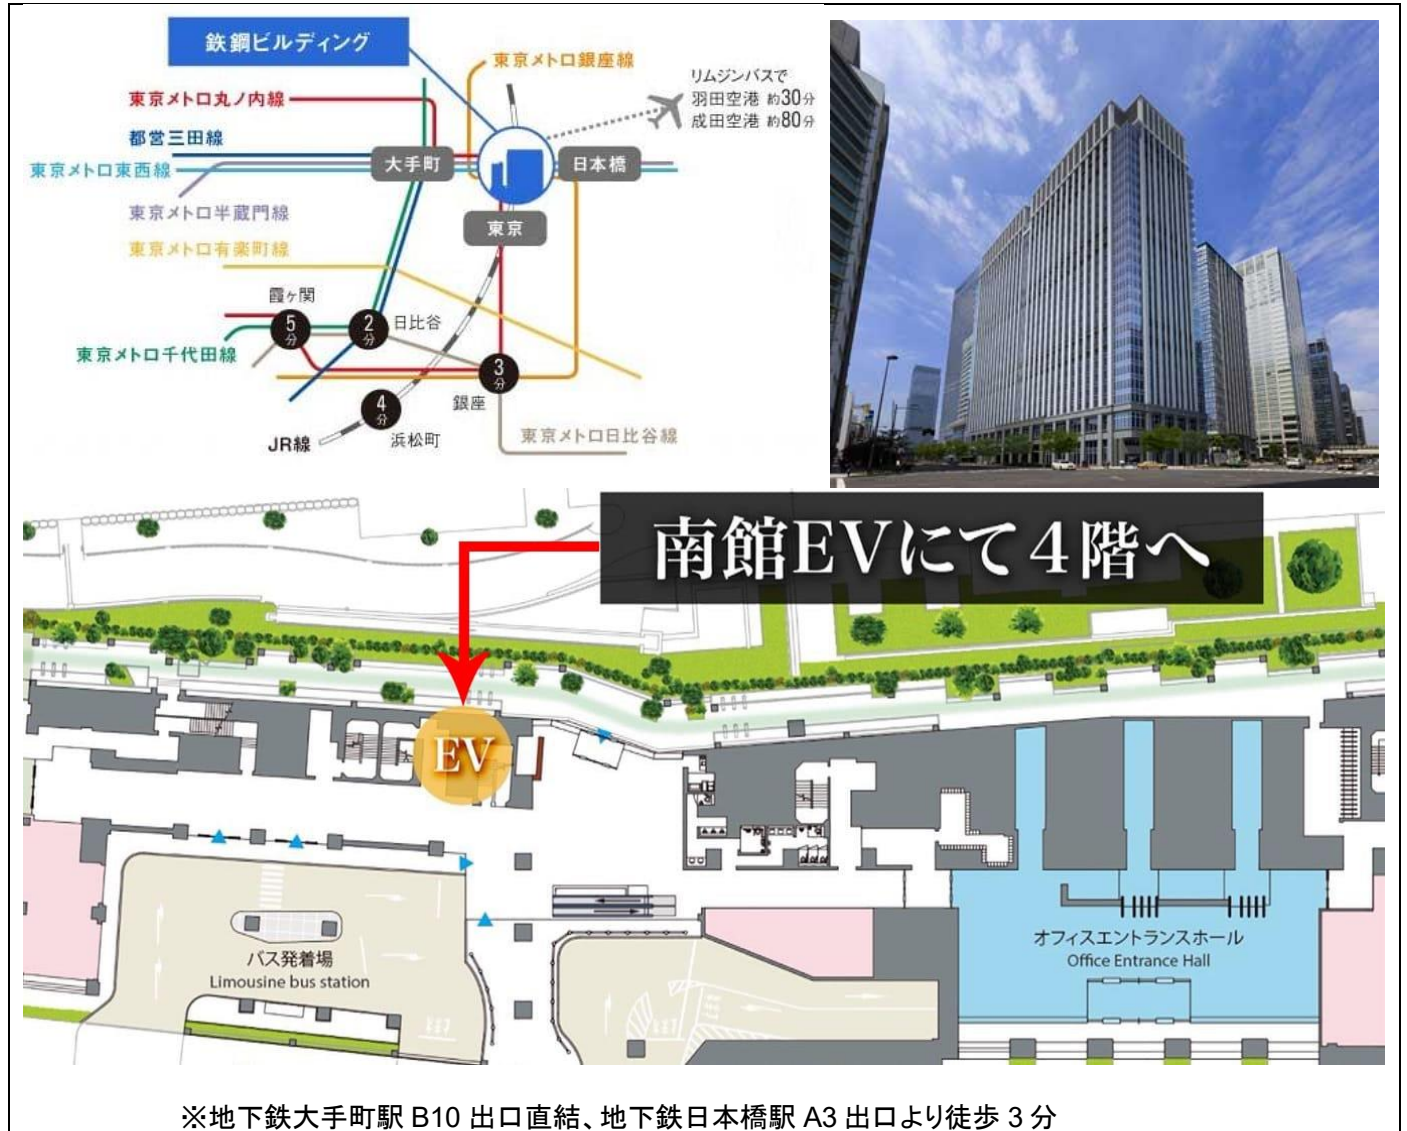 鉄鋼ビルディング
東京メトロ銀座線
リムジンバスで
羽田空港 約30分
成田空港 約80分
東京メトロ丸ノ内線
都営三田線
東京メトロ東西線
大手町
日本橋
東京メトロ半蔵門線
東京
東京メトロ有楽町線
霞ヶ関
5分
2分
日比谷
東京メトロ千代田線
3分
銀座
4分
浜松町
JR線
東京メトロ日比谷線
南館EVにて4階へ
EV
バス発着場
Limousine bus station
オフィスエントランスホール
Office Entrance Hall
※地下鉄大手町駅 B10 出口直結、地下鉄日本橋駅 A3 出口より徒歩 3 分